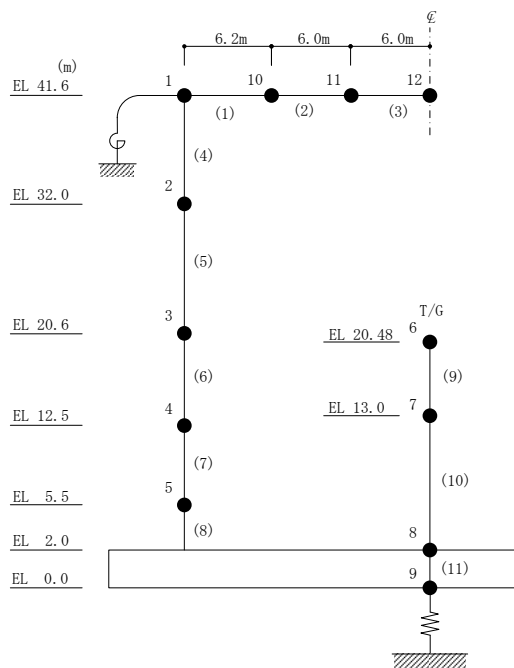 ℄
6.2m 6.0m 6.0m
(m)
EL 41.6 1 10 11 12
(1) (2) (3)
(4)
EL 32.0 2
(5)
T/G
EL 20.6 3 EL 20.48 6
(6) (9)
EL 12.5 4 EL 13.0 7
(7) (10)
EL 5.5 5
(8)
EL 2.0 8
(11)
EL 0.0 9